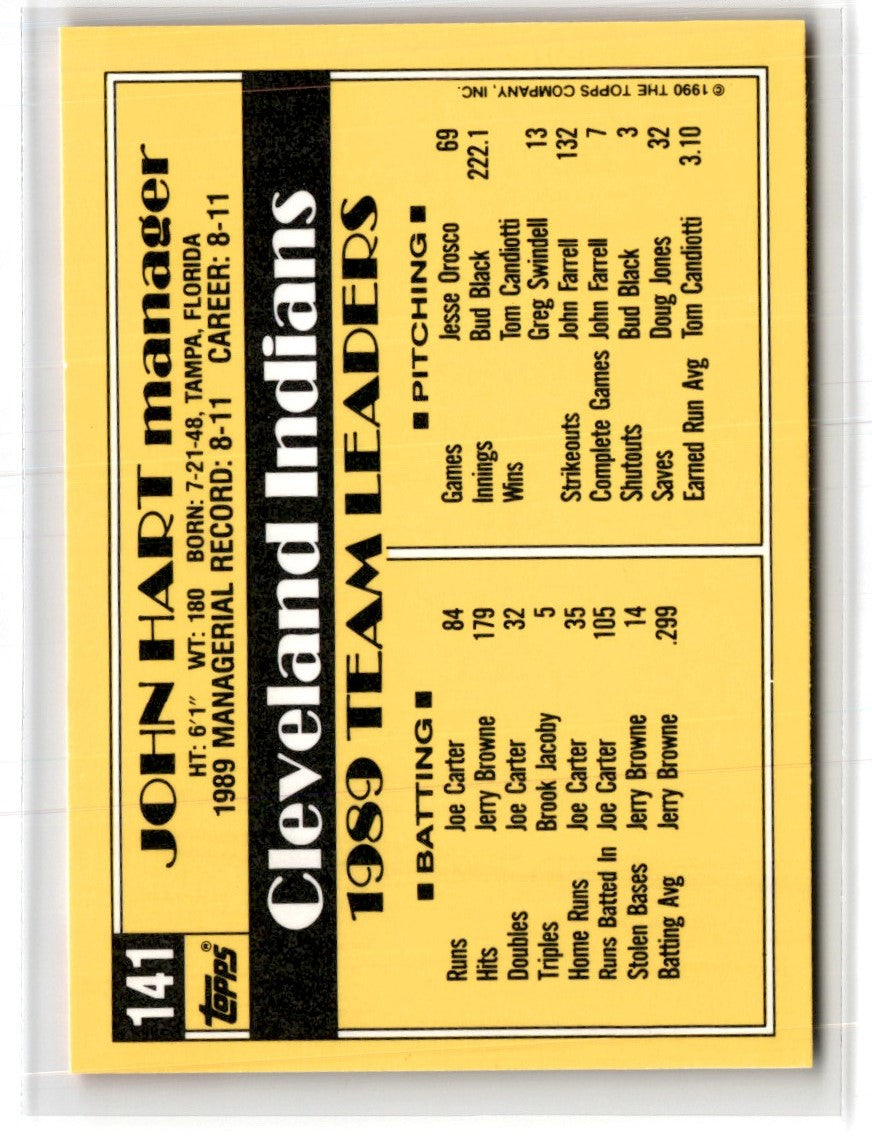 141
Topps®
JOHN HART manager
HT: 6'1" WT: 180 BORN: 7-21-48, TAMPA, FLORIDA
1989 MANAGERIAL RECORD: 8-11 CAREER: 8-11
Cleveland Indians
1989 TEAM LEADERS
■ BATTING ■
Runs Joe Carter 84
Hits Jerry Browne 179
Doubles Joe Carter 32
Triples Brook Jacoby 5
Home Runs Joe Carter 35
Runs Batted In Joe Carter 105
Stolen Bases Jerry Browne 14
Batting Avg Jerry Browne .299
■ PITCHING ■
Games Jesse Orosco 69
Innings Bud Black 222.1
Wins Tom Candiotti
Greg Swindell 13
Strikeouts John Farrell 132
Complete Games John Farrell 7
Shutouts Bud Black 3
Saves Doug Jones 32
Earned Run Avg Tom Candiotti 3.10
© 1990 THE TOPPS COMPANY, INC.